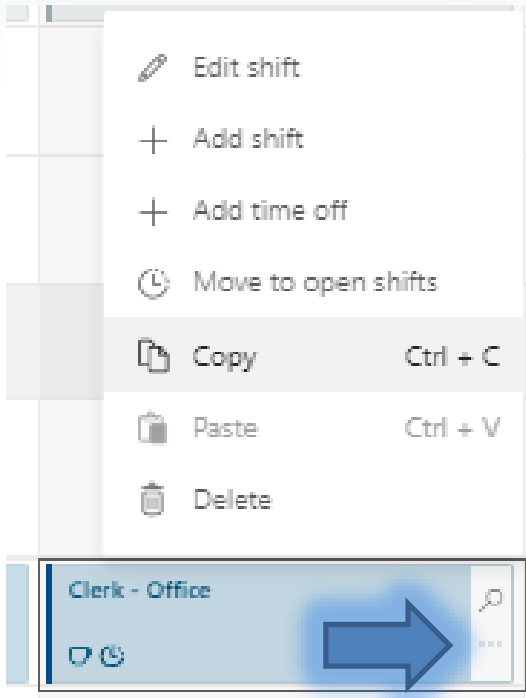 Edit shift
Add shift
Add time off
Move to open shifts
Copy Ctrl + C
Paste Ctrl + V
Delete
Clerk - Office